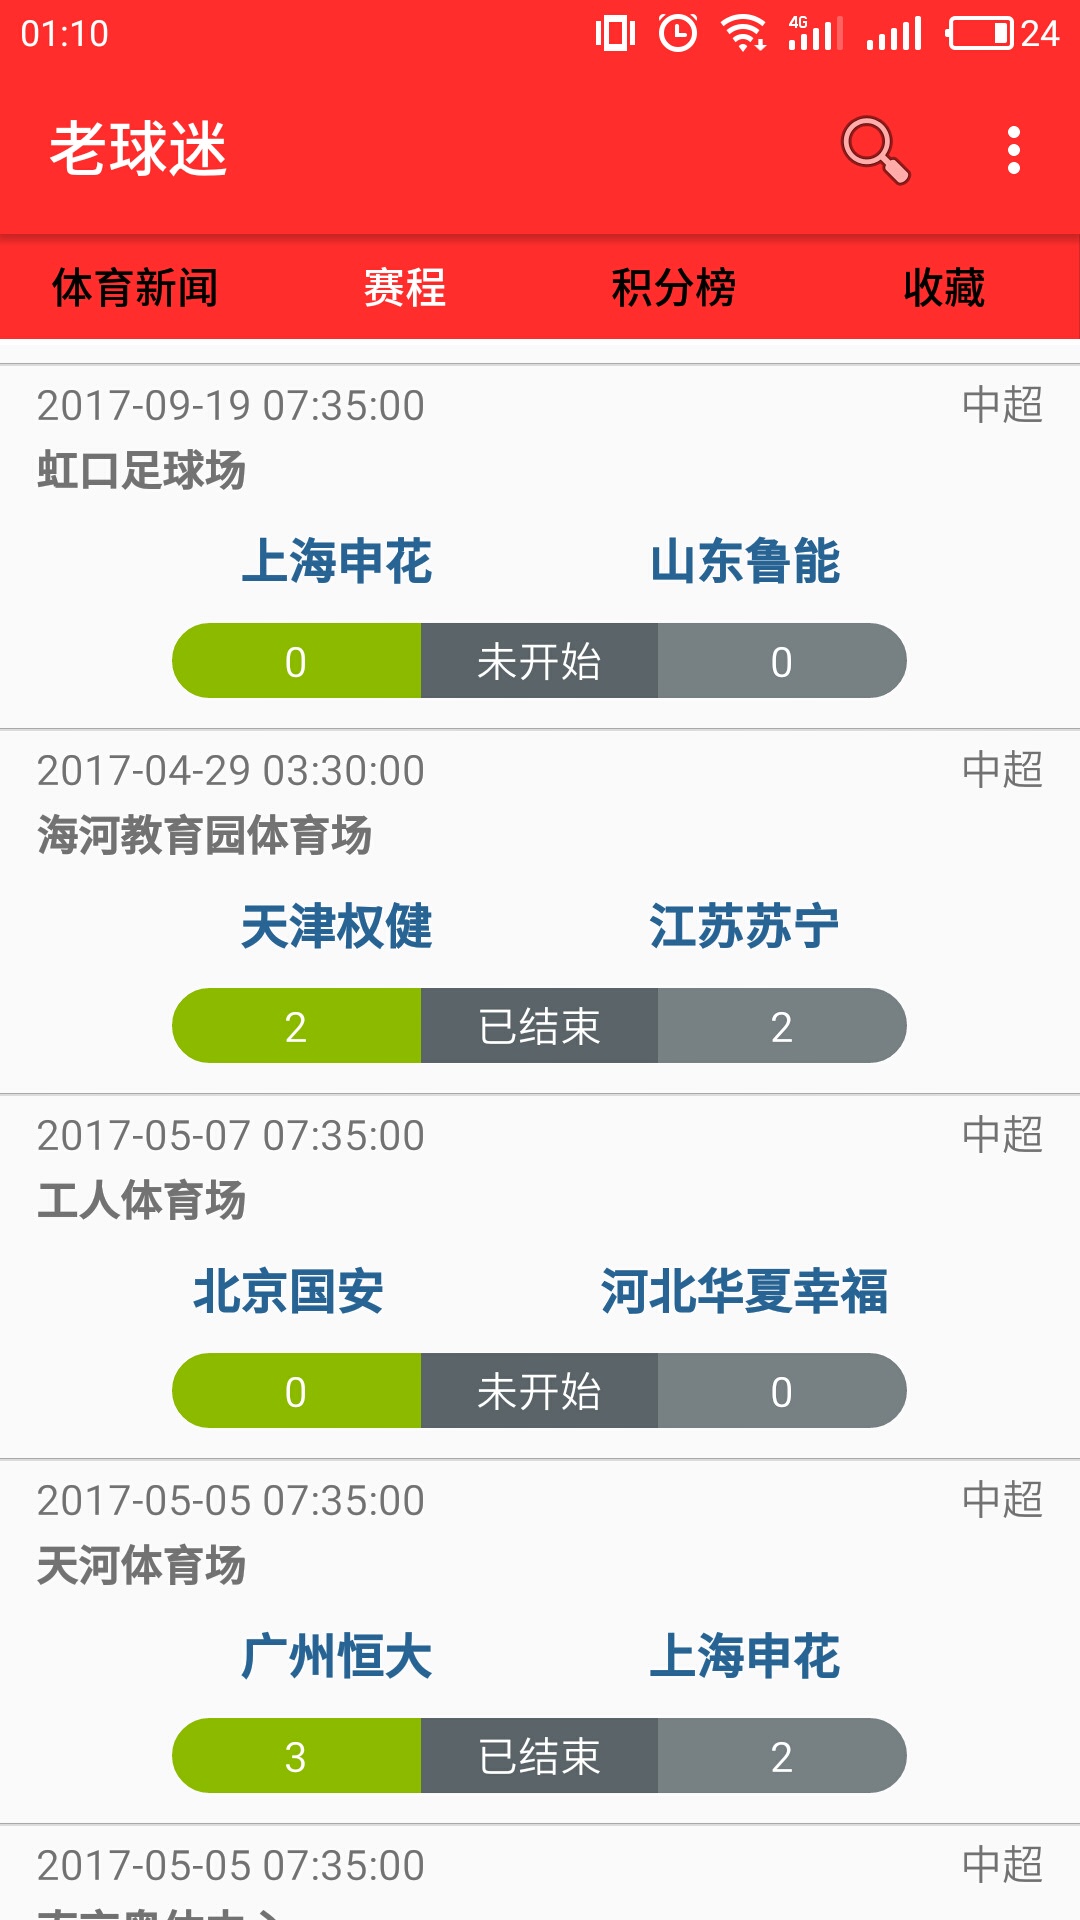 01:10 4G 24
老球迷
体育新闻 赛程 积分榜 收藏
2017-09-19 07:35:00 中超
虹口足球场
上海申花 山东鲁能
0 未开始 0
2017-04-29 03:30:00 中超
海河教育园体育场
天津权健 江苏苏宁
2 已结束 2
2017-05-07 07:35:00 中超
工人体育场
北京国安 河北华夏幸福
0 未开始 0
2017-05-05 07:35:00 中超
天河体育场
广州恒大 上海申花
3 已结束 2
2017-05-05 07:35:00 中超